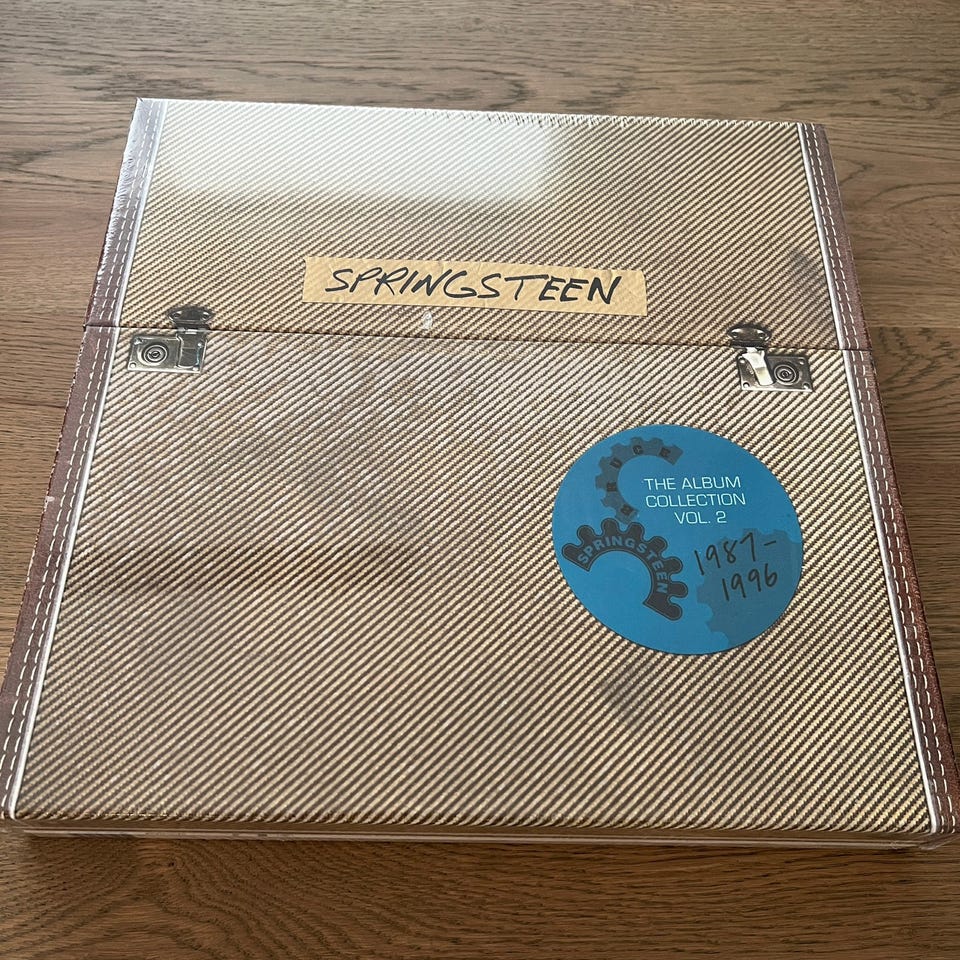 SPRINGSTEEN
BRUCE
SPRINGSTEEN
THE ALBUM
COLLECTION
VOL. 2
1987-
1996